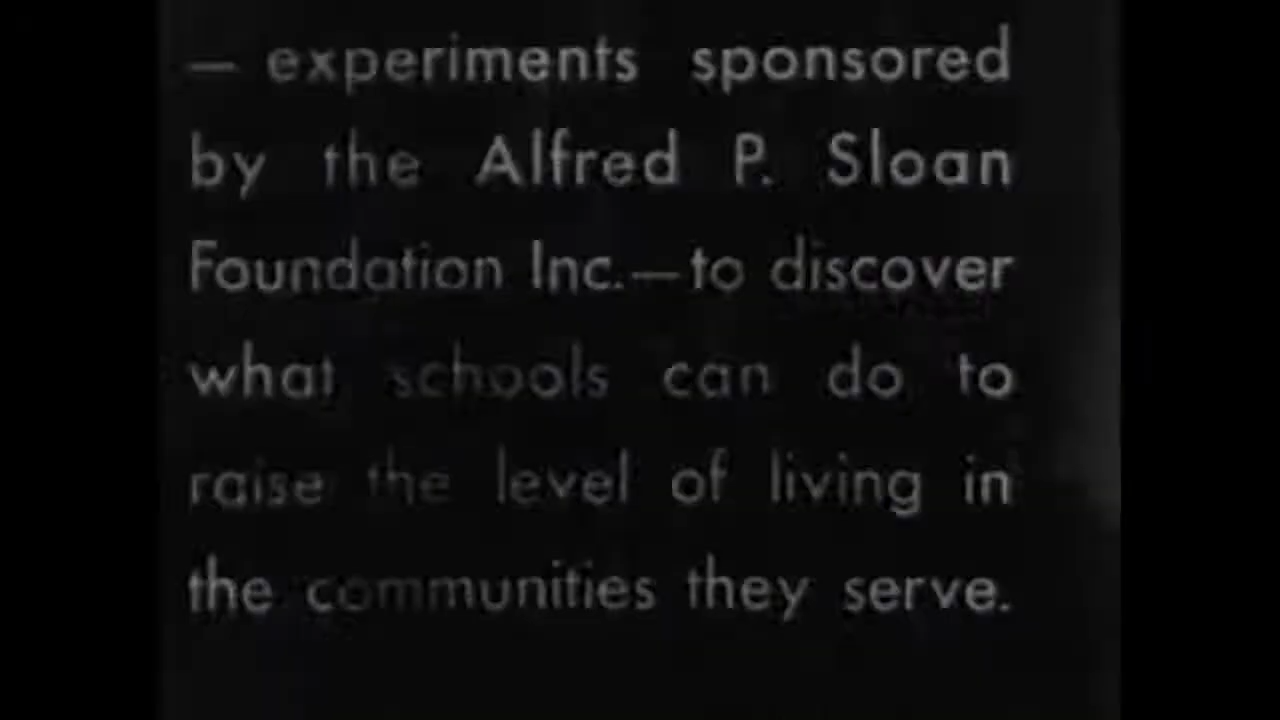 — experiments sponsored
by the Alfred P. Sloan
Foundation Inc.—to discover
what schools can do to
raise the level of living in
the communities they serve.